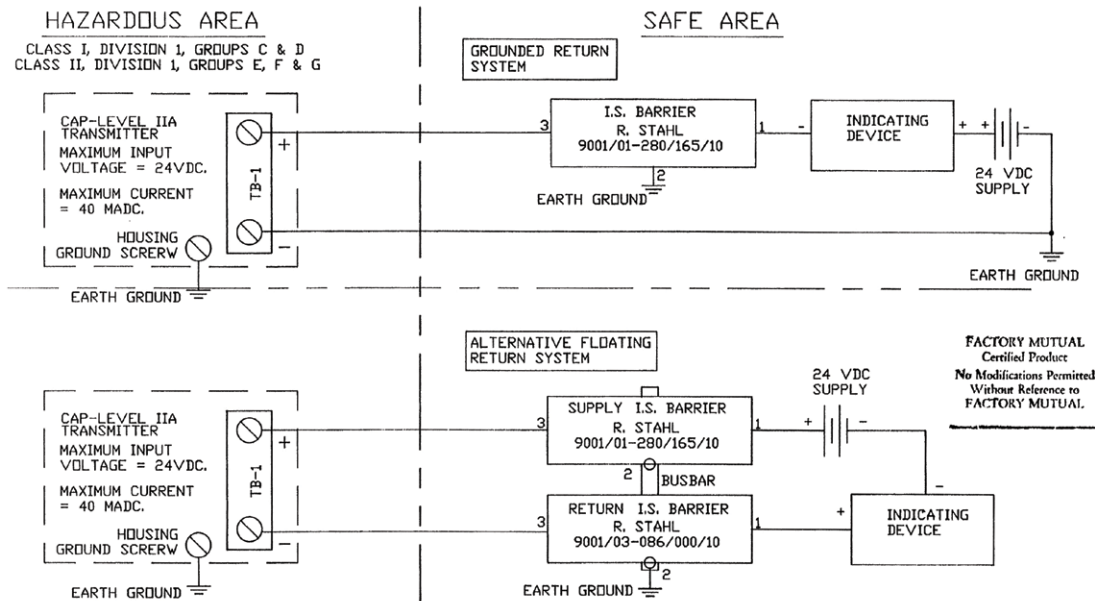 HAZARDOUS AREA
CLASS I, DIVISION 1, GROUPS C & D
CLASS II, DIVISION 1, GROUPS E, F & G
SAFE AREA
GROUNDED RETURN
SYSTEM
CAP-LEVEL IIA
TRANSMITTER
MAXIMUM INPUT
VOLTAGE = 24VDC.
MAXIMUM CURRENT
= 40 MADC.
HOUSING
GROUND SCRERW
TB-1
+
-
EARTH GROUND
3
I.S. BARRIER
R. STAHL
9001/01-280/165/10
1
2
EARTH GROUND
-
INDICATING
DEVICE
+
+
-
24 VDC
SUPPLY
EARTH GROUND
ALTERNATIVE FLOATING
RETURN SYSTEM
FACTORY MUTUAL
Certified Product
No Modifications Permitted
Without Reference to
FACTORY MUTUAL
CAP-LEVEL IIA
TRANSMITTER
MAXIMUM INPUT
VOLTAGE = 24VDC.
MAXIMUM CURRENT
= 40 MADC.
HOUSING
GROUND SCREW
TB-1
+
-
EARTH GROUND
3
SUPPLY I.S. BARRIER
R. STAHL
9001/01-280/165/10
1
2
BUSBAR
3
RETURN I.S. BARRIER
R. STAHL
9001/03-086/000/10
1
2
EARTH GROUND
24 VDC
SUPPLY
+
-
-
+
INDICATING
DEVICE